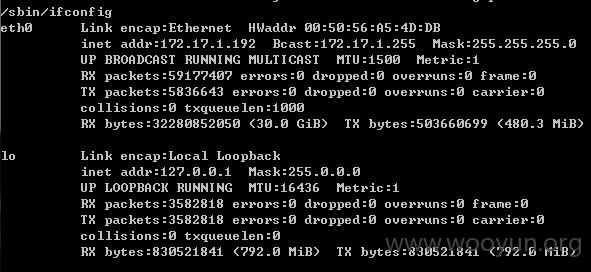 /sbin/ifconfig
eth0 Link encap:Ethernet HWaddr 00:50:56:A5:4D:DB
inet addr:172.17.1.192 Bcast:172.17.1.255 Mask:255.255.255.0
UP BROADCAST RUNNING MULTICAST MTU:1500 Metric:1
RX packets:59177407 errors:0 dropped:0 overruns:0 frame:0
TX packets:5836643 errors:0 dropped:0 overruns:0 carrier:0
collisions:0 txqueuelen:1000
RX bytes:32280852050 (30.0 GiB) TX bytes:503660699 (480.3 MiB)
lo Link encap:Local Loopback
inet addr:127.0.0.1 Mask:255.0.0.0
UP LOOPBACK RUNNING MTU:16436 Metric:1
RX packets:3582818 errors:0 dropped:0 overruns:0 frame:0
TX packets:3582818 errors:0 dropped:0 overruns:0 carrier:0
collisions:0 txqueuelen:0
RX bytes:830521841 (792.0 MiB) TX bytes:830521841 (792.0 MiB)
www.wooyun.org